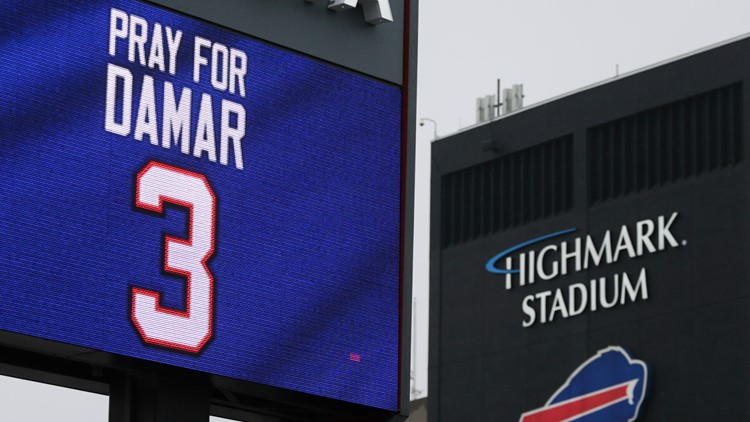 PRAY FOR
DAMAR
3
HIGHMARK
STADIUM